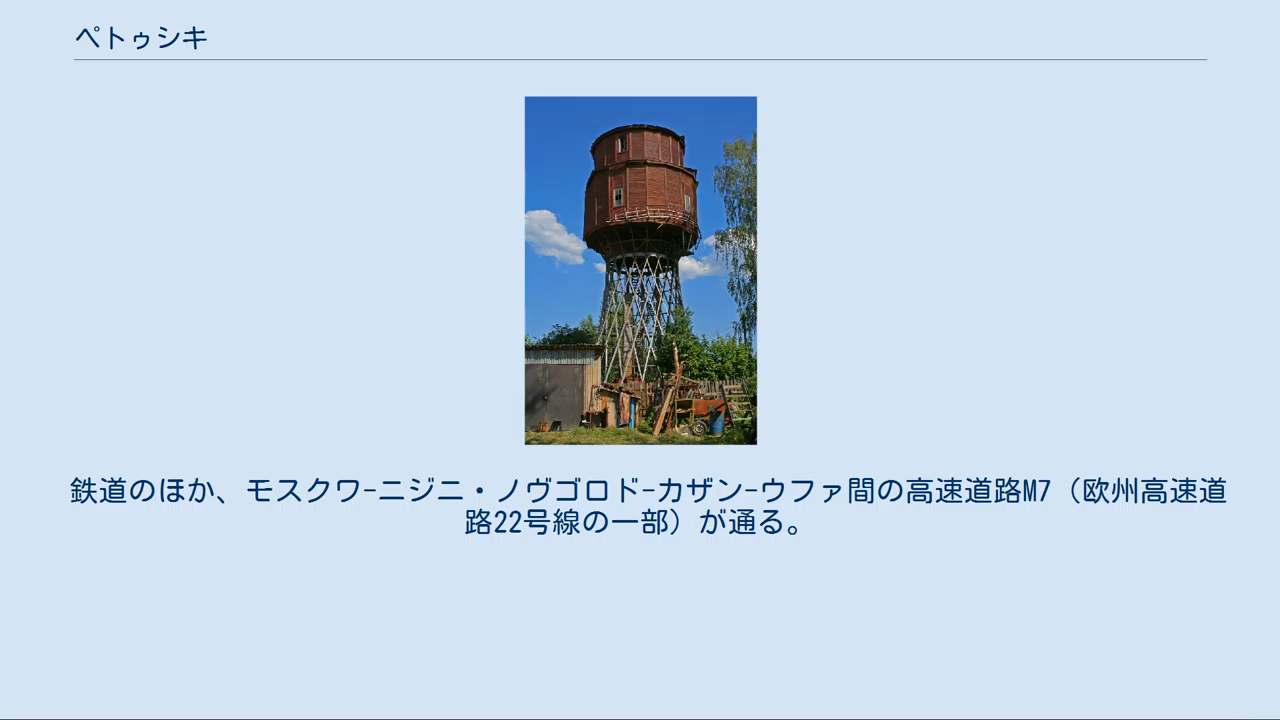 ペトゥシキ
鉄道のほか、モスクワ-ニジニ・ノヴゴロド-カザン-ウファ間の高速道路M7（欧州高速道
路22号線の一部）が通る。